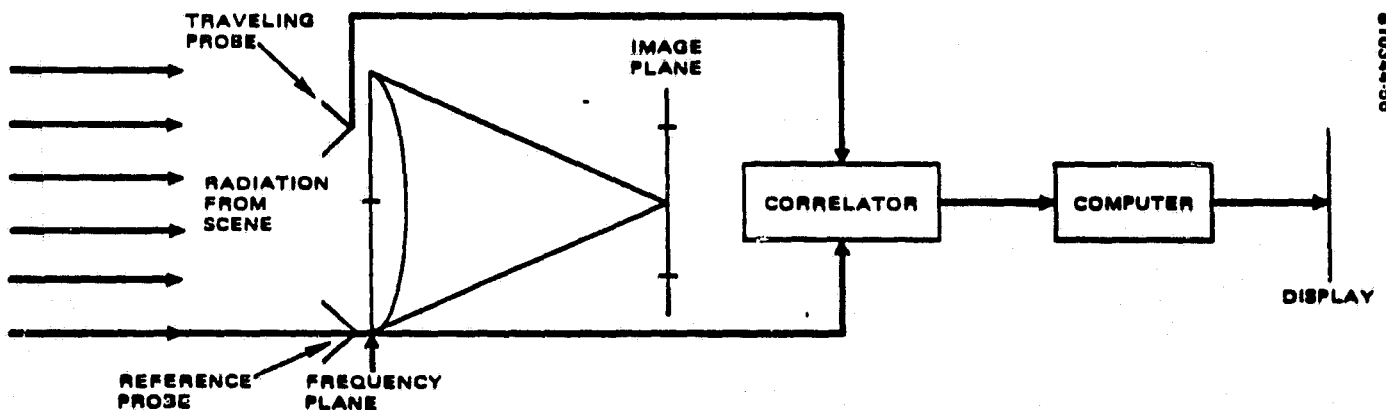 TRAVELING
PROBE
IMAGE
PLANE
RADIATION
FROM
SCENE
CORRELATOR
COMPUTER
DISPLAY
REFERENCE
PROBE
FREQUENCY
PLANE